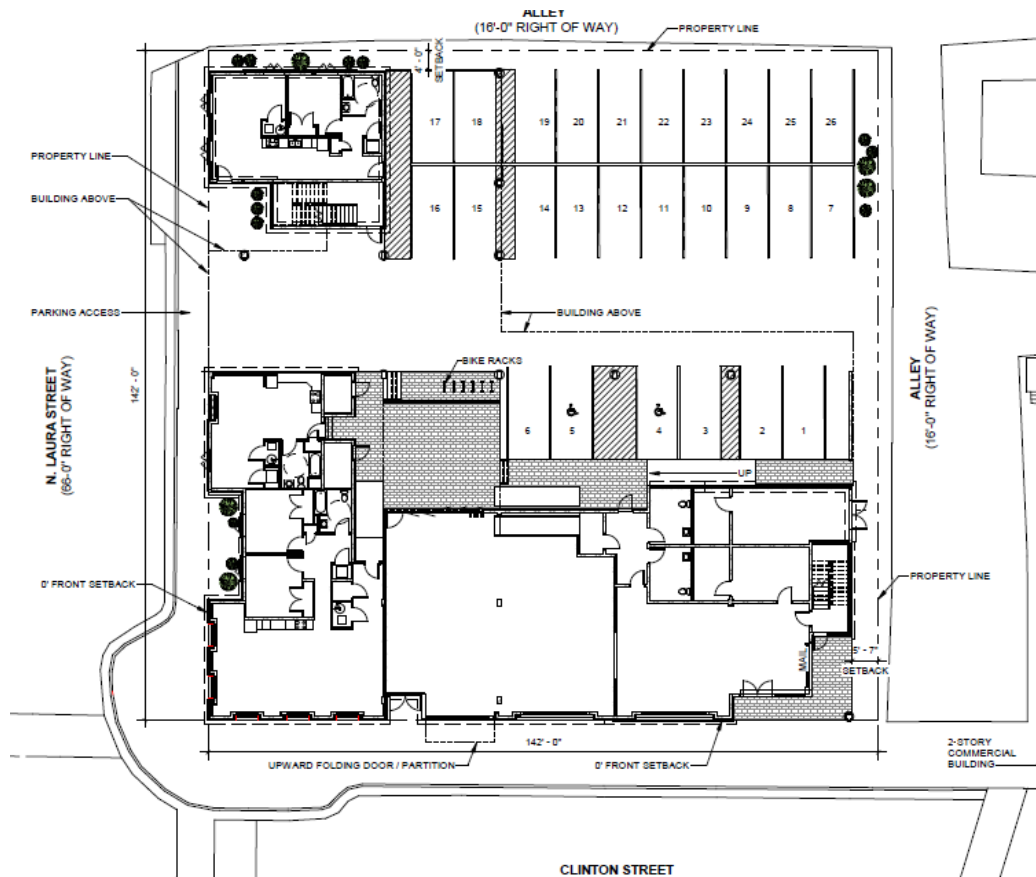 ALLEY
(16'-0" RIGHT OF WAY)
PROPERTY LINE
4' - 0"
SETBACK
17
18
19
20
21
22
23
24
25
26
PROPERTY LINE
BUILDING ABOVE
16
15
14
13
12
11
10
9
8
7
PARKING ACCESS
BUILDING ABOVE
BIKE RACKS
142' - 0"
N. LAURA STREET
(66-0" RIGHT OF WAY)
ALLEY
(16'-0" RIGHT OF WAY)
6
5
4
3
2
1
UP
0' FRONT SETBACK
PROPERTY LINE
MAIL
5' - 7"
SETBACK
142' - 0"
UPWARD FOLDING DOOR / PARTITION
0' FRONT SETBACK
2-STORY
COMMERCIAL
BUILDING
CLINTON STREET